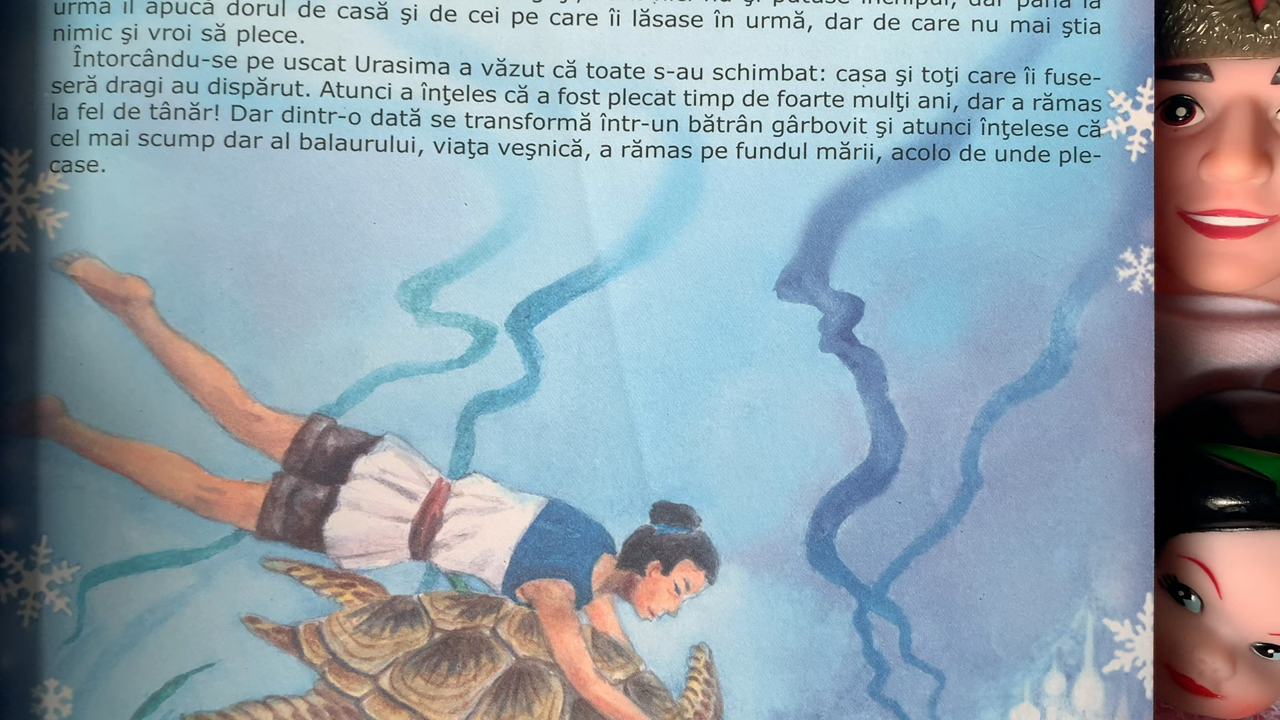 urmă îl apucă dorul de casă şi de cei pe care îi lăsase în urmă, dar de care nu mai ştia
nimic şi vroi să plece.
Întorcându-se pe uscat Urasima a văzut că toate s-au schimbat: casa şi toţi care îi fuse-
seră dragi au dispărut. Atunci a înţeles că a fost plecat timp de foarte mulţi ani, dar a rămas
la fel de tânăr! Dar dintr-o dată se transformă într-un bătrân gârbovit şi atunci înţelese că
cel mai scump dar al balaurului, viaţa veşnică, a rămas pe fundul mării, acolo de unde ple-
case.